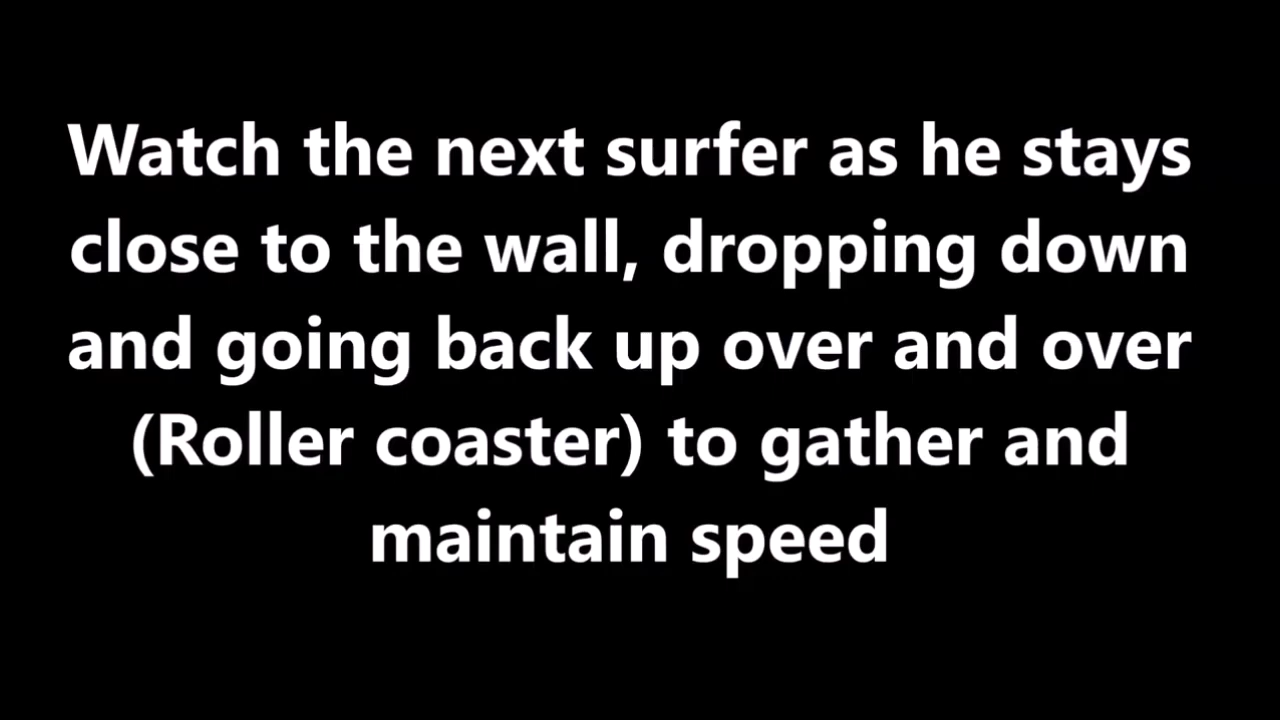 Watch the next surfer as he stays
close to the wall, dropping down
and going back up over and over
(Roller coaster) to gather and
maintain speed